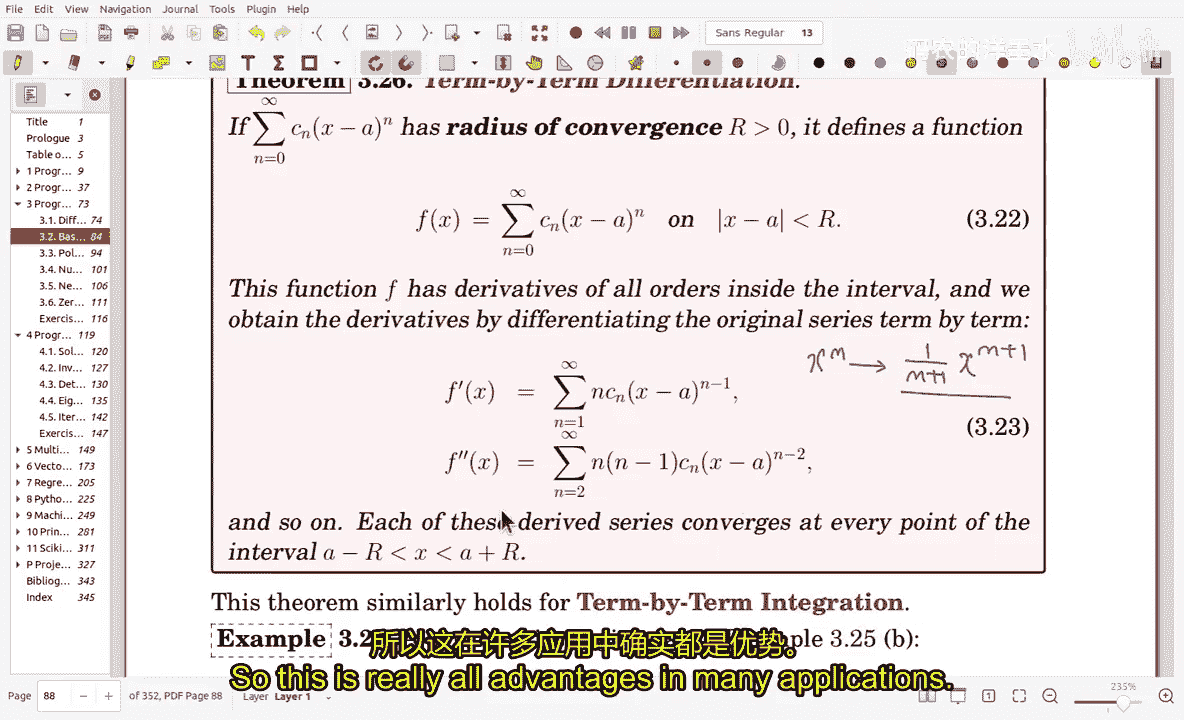 File Edit View Navigation Journal Tools Plugin Help
Sans Regular 13
Title 1
Prologue 3
Table o... 5
1 Progr... 9
2 Progr... 37
3 Progr... 73
3.1. Diff... 74
3.2. Bas... 84
3.3. Pol... 94
3.4. Nu... 101
3.5. Ne... 106
3.6. Zer... 111
Exercis... 116
4 Progr... 119
4.1. Sol... 120
4.2. Inv... 127
4.3. Det... 130
4.4. Eig... 135
4.5. Iter... 142
Exercis... 147
5 Multi... 149
6 Vecto... 173
7 Regre... 205
8 Pytho... 225
9 Machi... 249
10 Prin... 281
11 Sciki... 311
P Proje... 327
Bibliog... 343
Index 345
Theorem 3.26. Term-by-Term Differentiation.
If ∑_{n=0}^{∞} c_n(x − a)^n has radius of convergence R > 0, it defines a function
f(x) = ∑_{n=0}^{∞} c_n(x − a)^n on |x − a| < R. (3.22)
This function f has derivatives of all orders inside the interval, and we
obtain the derivatives by differentiating the original series term by term:
x^m → 1/(m+1) x^{m+1}
f′(x) = ∑_{n=1}^{∞} nc_n(x − a)^{n−1},
(3.23)
f″(x) = ∑_{n=2}^{∞} n(n − 1)c_n(x − a)^{n−2},
and so on. Each of these derived series converges at every point of the
interval a − R < x < a + R.
This theorem similarly holds for Term-by-Term Integration.
Example 3.2 ple 3.25 (b):
所以这在许多应用中确实都是优势。
So this is really all advantages in many applications.
Page 88 of 352, PDF Page 88 Layer Layer 1 235%